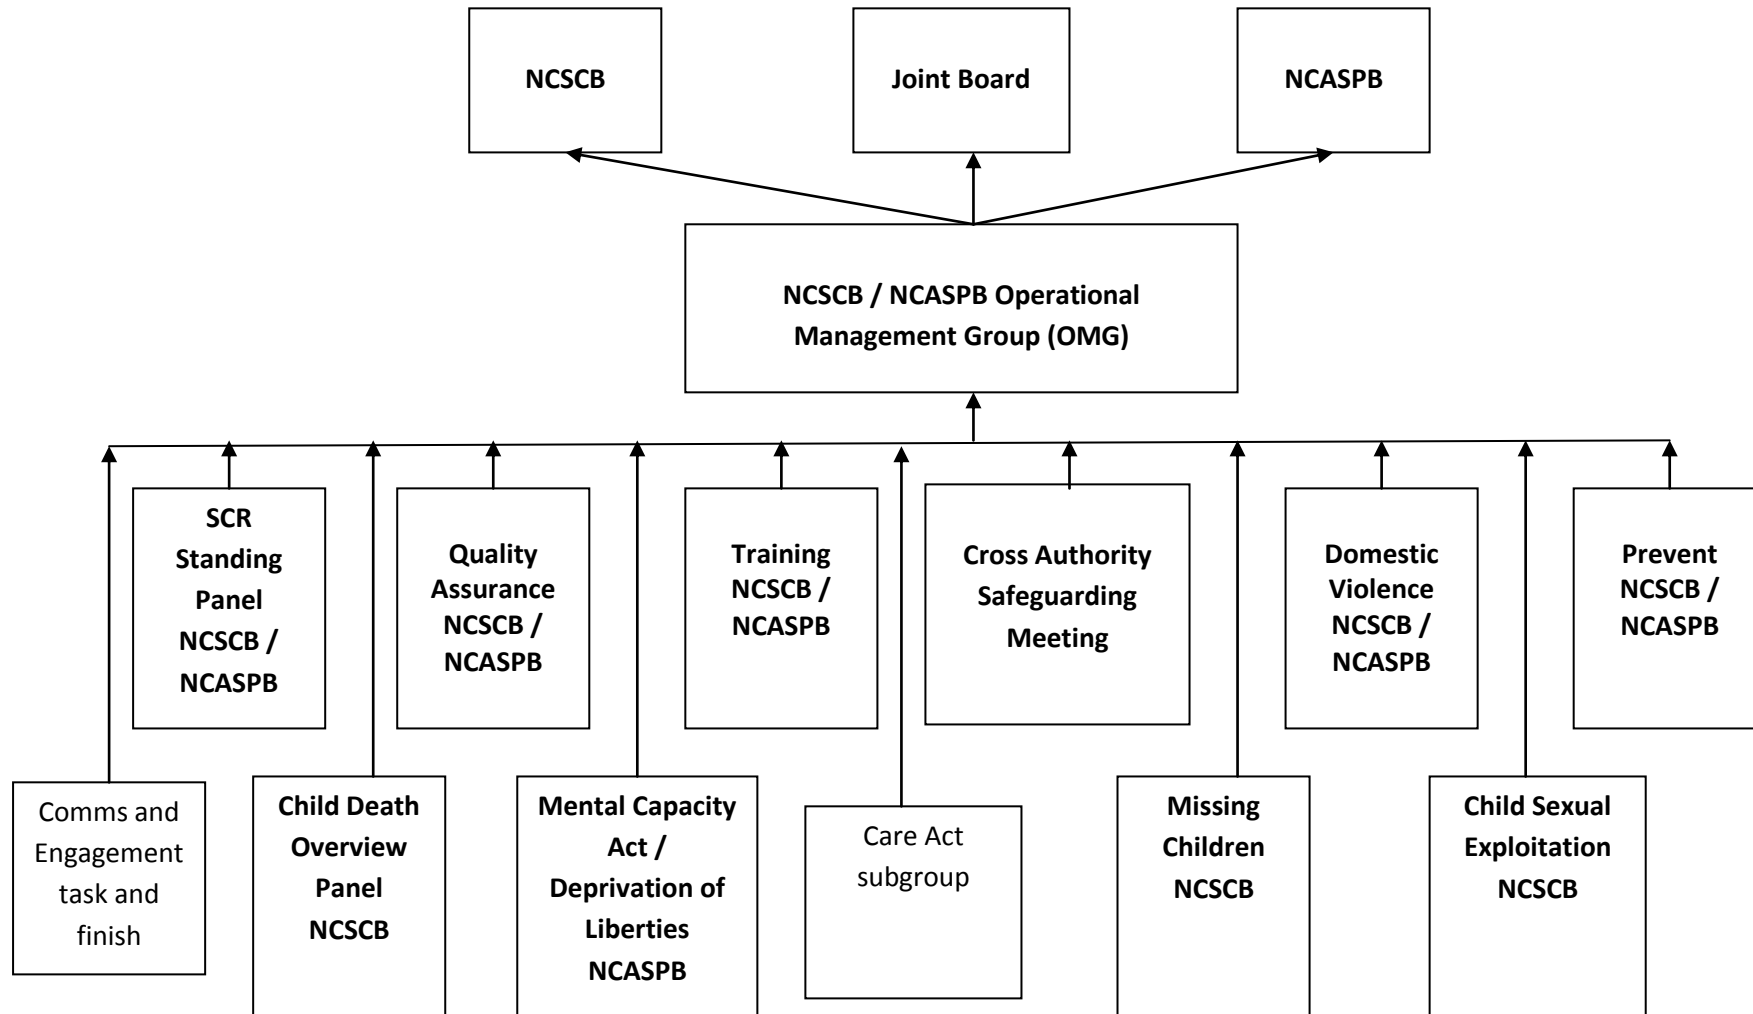 NCSCB
Joint Board
NCASPB
NCSCB / NCASPB Operational
Management Group (OMG)
SCR
Standing
Panel
NCSCB /
NCASPB
Quality
Assurance
NCSCB /
NCASPB
Training
NCSCB /
NCASPB
Cross Authority
Safeguarding
Meeting
Domestic
Violence
NCSCB /
NCASPB
Prevent
NCSCB /
NCASPB
Comms and
Engagement
task and
finish
Child Death
Overview
Panel
NCSCB
Mental Capacity
Act /
Deprivation of
Liberties
NCASPB
Care Act
subgroup
Missing
Children
NCSCB
Child Sexual
Exploitation
NCSCB